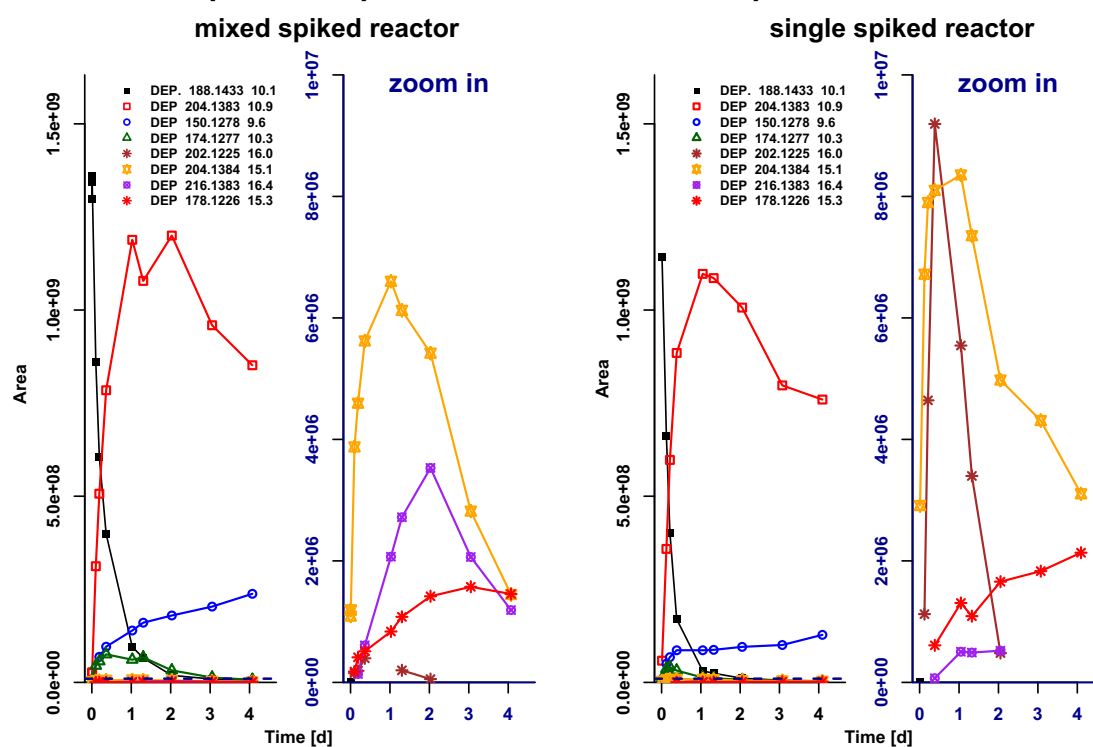 mixed spiked reactor
single spiked reactor
zoom in
DEP. 188.1433 10.1
DEP 204.1383 10.9
DEP 150.1278 9.6
DEP 174.1277 10.3
DEP 202.1225 16.0
DEP 204.1384 15.1
DEP 216.1383 16.4
DEP 178.1226 15.3
Area
0.0e+00
5.0e+08
1.0e+09
1.5e+09
0e+00
2e+06
4e+06
6e+06
8e+06
1e+07
0 1 2 3 4
0 1 2 3 4
Time [d]
zoom in
DEP. 188.1433 10.1
DEP 204.1383 10.9
DEP 150.1278 9.6
DEP 174.1277 10.3
DEP 202.1225 16.0
DEP 204.1384 15.1
DEP 216.1383 16.4
DEP 178.1226 15.3
Area
0.0e+00
5.0e+08
1.0e+09
1.5e+09
0e+00
2e+06
4e+06
6e+06
8e+06
1e+07
0 1 2 3 4
0 1 2 3 4
Time [d]